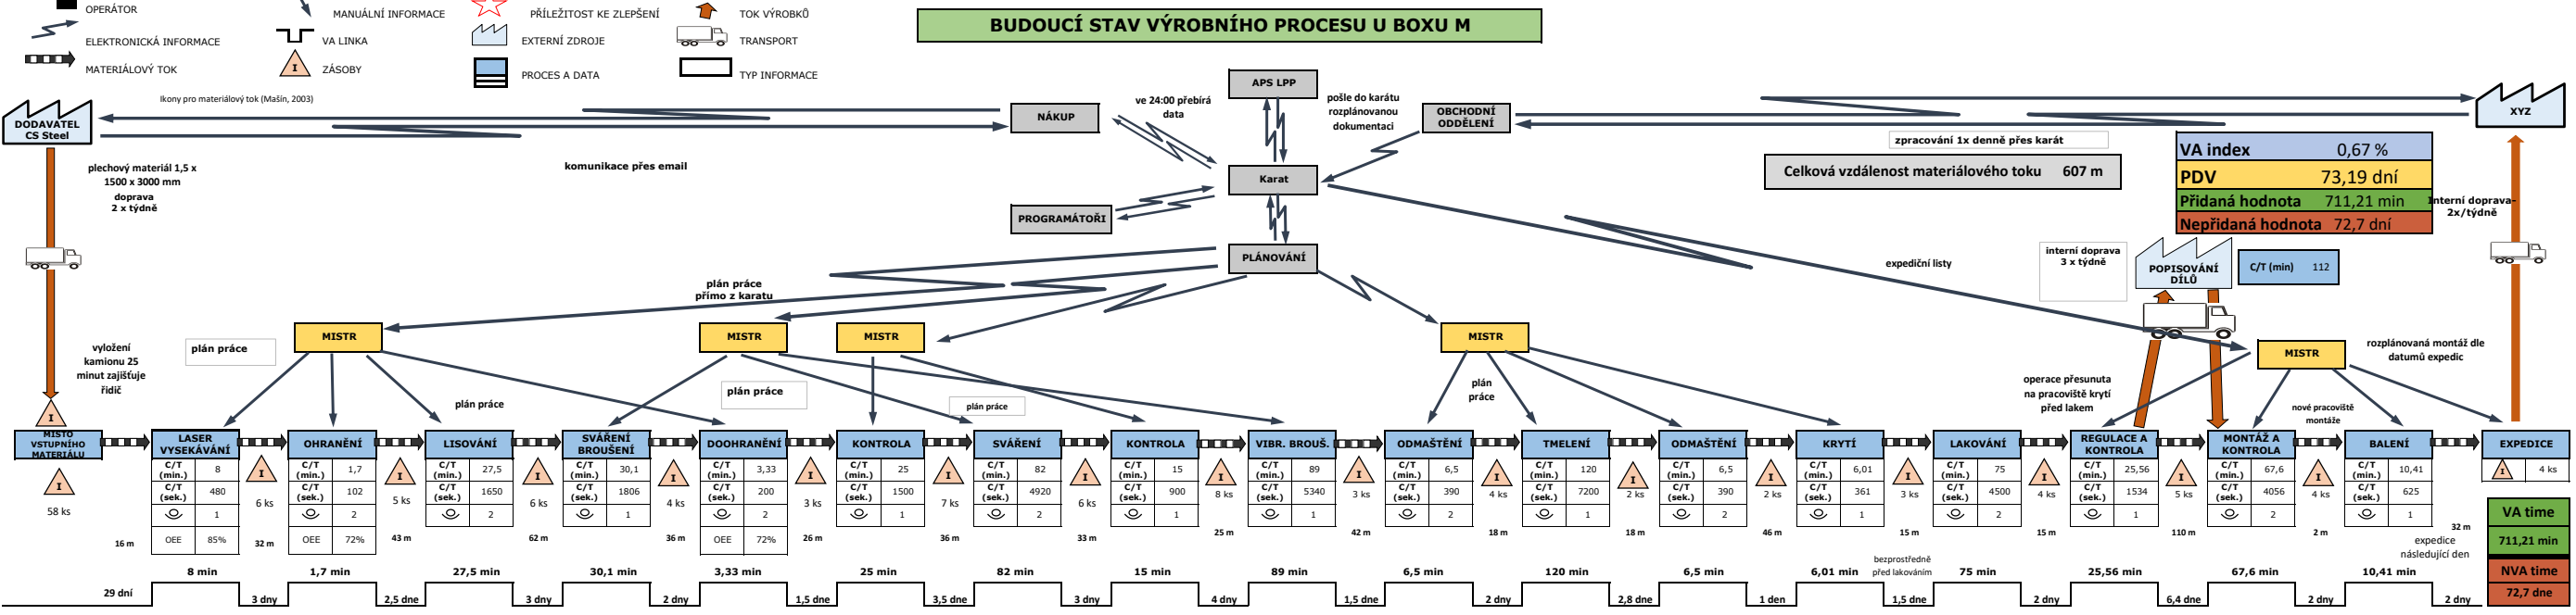 OPERÁTOR
MANUÁLNÍ INFORMACE
PŘÍLEŽITOST KE ZLEPŠENÍ
TOK VÝROBKŮ
ELEKTRONICKÁ INFORMACE
VA LINKA
EXTERNÍ ZDROJE
TRANSPORT
MATERIÁLOVÝ TOK
I
ZÁSOBY
PROCES A DATA
TYP INFORMACE
Ikony pro materiálový tok (Mašín, 2003)
BUDOUCÍ STAV VÝROBNÍHO PROCESU U BOXU M
DODAVATEL
CS Steel
NÁKUP
ve 24:00 přebírá
data
APS LPP
pošle do karátu
rozplánovanou
dokumentaci
OBCHODNÍ
ODDĚLENÍ
XYZ
zpracování 1x denně přes karát
komunikace přes email
plechový materiál 1,5 x
1500 x 3000 mm
doprava
2 x týdně
Karat
PROGRAMÁTOŘI
PLÁNOVÁNÍ
Celková vzdálenost materiálového toku 607 m
VA index 0,67 %
PDV 73,19 dní
Přidaná hodnota 711,21 min
Nepřidaná hodnota 72,7 dní
Interní doprava-
2x/týdně
interní doprava
3 x týdně
POPISOVÁNÍ
DÍLŮ
C/T (min) 112
expediční listy
plán práce
přímo z karatu
vyložení
kamionu 25
minut zajišťuje
řidič
plán práce
MISTR
MISTR
MISTR
MISTR
MISTR
rozplánovaná montáž dle
datumů expedic
plán práce
plán práce
plán práce
plán
práce
operace přesunuta
na pracoviště krytí
před lakem
nové pracoviště
montáže
I
MÍSTO
VSTUPNÍHO
MATERIÁLU
I
58 ks
16 m
LASER
VYSEKÁVÁNÍ
C/T
(min.) 8
C/T
(sek.) 480
1
OEE 85%
I
6 ks
32 m
OHRANĚNÍ
C/T
(min.) 1,7
C/T
(sek.) 102
2
OEE 72%
I
5 ks
43 m
LISOVÁNÍ
C/T
(min.) 27,5
C/T
(sek.) 1650
2
I
6 ks
62 m
SVÁŘENÍ
BROUŠENÍ
C/T
(min.) 30,1
C/T
(sek.) 1806
1
I
4 ks
36 m
DOOHRANĚNÍ
C/T
(min.) 3,33
C/T
(sek.) 200
2
OEE 72%
I
3 ks
26 m
KONTROLA
C/T
(min.) 25
C/T
(sek.) 1500
1
I
7 ks
36 m
SVÁŘENÍ
C/T
(min.) 82
C/T
(sek.) 4920
2
I
6 ks
33 m
KONTROLA
C/T
(min.) 15
C/T
(sek.) 900
1
I
8 ks
25 m
VIBR. BROUŠ.
C/T
(min.) 89
C/T
(sek.) 5340
1
I
3 ks
42 m
ODMAŠTĚNÍ
C/T
(min.) 6,5
C/T
(sek.) 390
2
I
4 ks
18 m
TMELENÍ
C/T
(min.) 120
C/T
(sek.) 7200
1
I
2 ks
18 m
ODMAŠTĚNÍ
C/T
(min.) 6,5
C/T
(sek.) 390
2
I
2 ks
46 m
KRYTÍ
C/T
(min.) 6,01
C/T
(sek.) 361
1
I
3 ks
15 m
LAKOVÁNÍ
C/T
(min.) 75
C/T
(sek.) 4500
2
I
4 ks
15 m
REGULACE A
KONTROLA
C/T
(min.) 25,56
C/T
(sek.) 1534
1
I
5 ks
110 m
MONTÁŽ A
KONTROLA
C/T
(min.) 67,6
C/T
(sek.) 4056
2
I
4 ks
2 m
BALENÍ
C/T
(min.) 10,41
C/T
(sek.) 625
1
32 m
expedice
následující den
EXPEDICE
I 4 ks
bezprostředně
před lakováním
29 dní
8 min
3 dny
1,7 min
2,5 dne
27,5 min
3 dny
30,1 min
2 dny
3,33 min
1,5 dne
25 min
3,5 dne
82 min
3 dny
15 min
4 dny
89 min
1,5 dne
6,5 min
2 dny
120 min
2,8 dne
6,5 min
1 den
6,01 min
1,5 dne
75 min
2 dny
25,56 min
6,4 dne
67,6 min
2 dny
10,41 min
2 dny
VA time
711,21 min
NVA time
72,7 dne